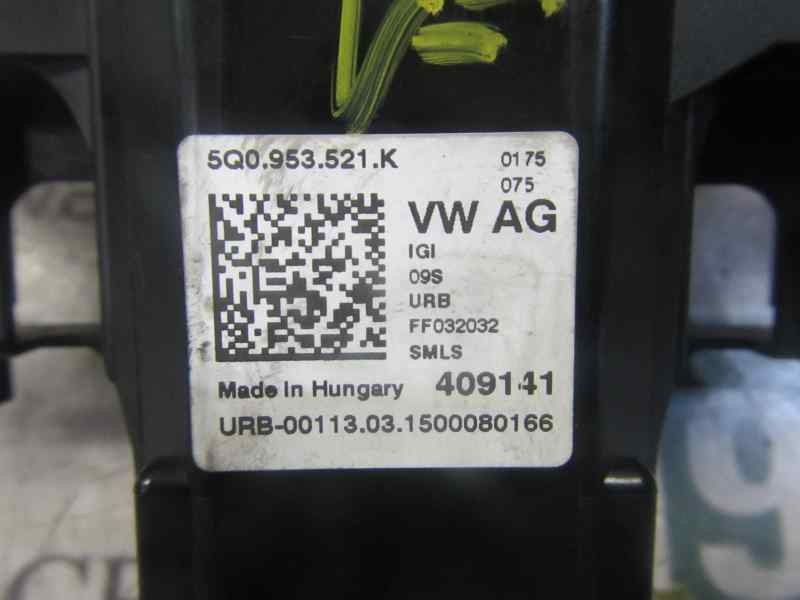 5Q0.953.521.K 0175
075
VW AG
IGI
09S
URB
FF032032
SMLS
Made In Hungary 409141
URB-00113.03.1500080166
9